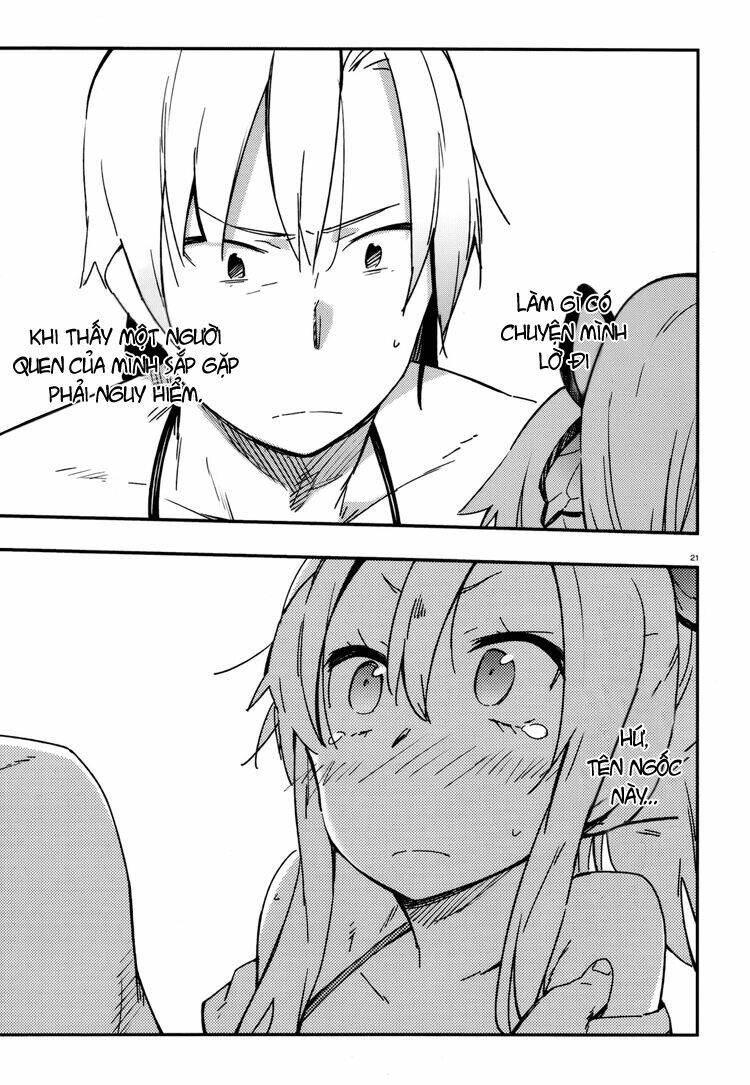 LÀM GÌ CÓ
CHUYỆN MÌNH
LỜ ĐI
KHI THẤY MỘT NGƯỜI
QUEN CỦA MÌNH SẮP GẶP
PHẢI NGUY HIỂM.
21
HỨ,
TÊN NGỐC
NÀY...